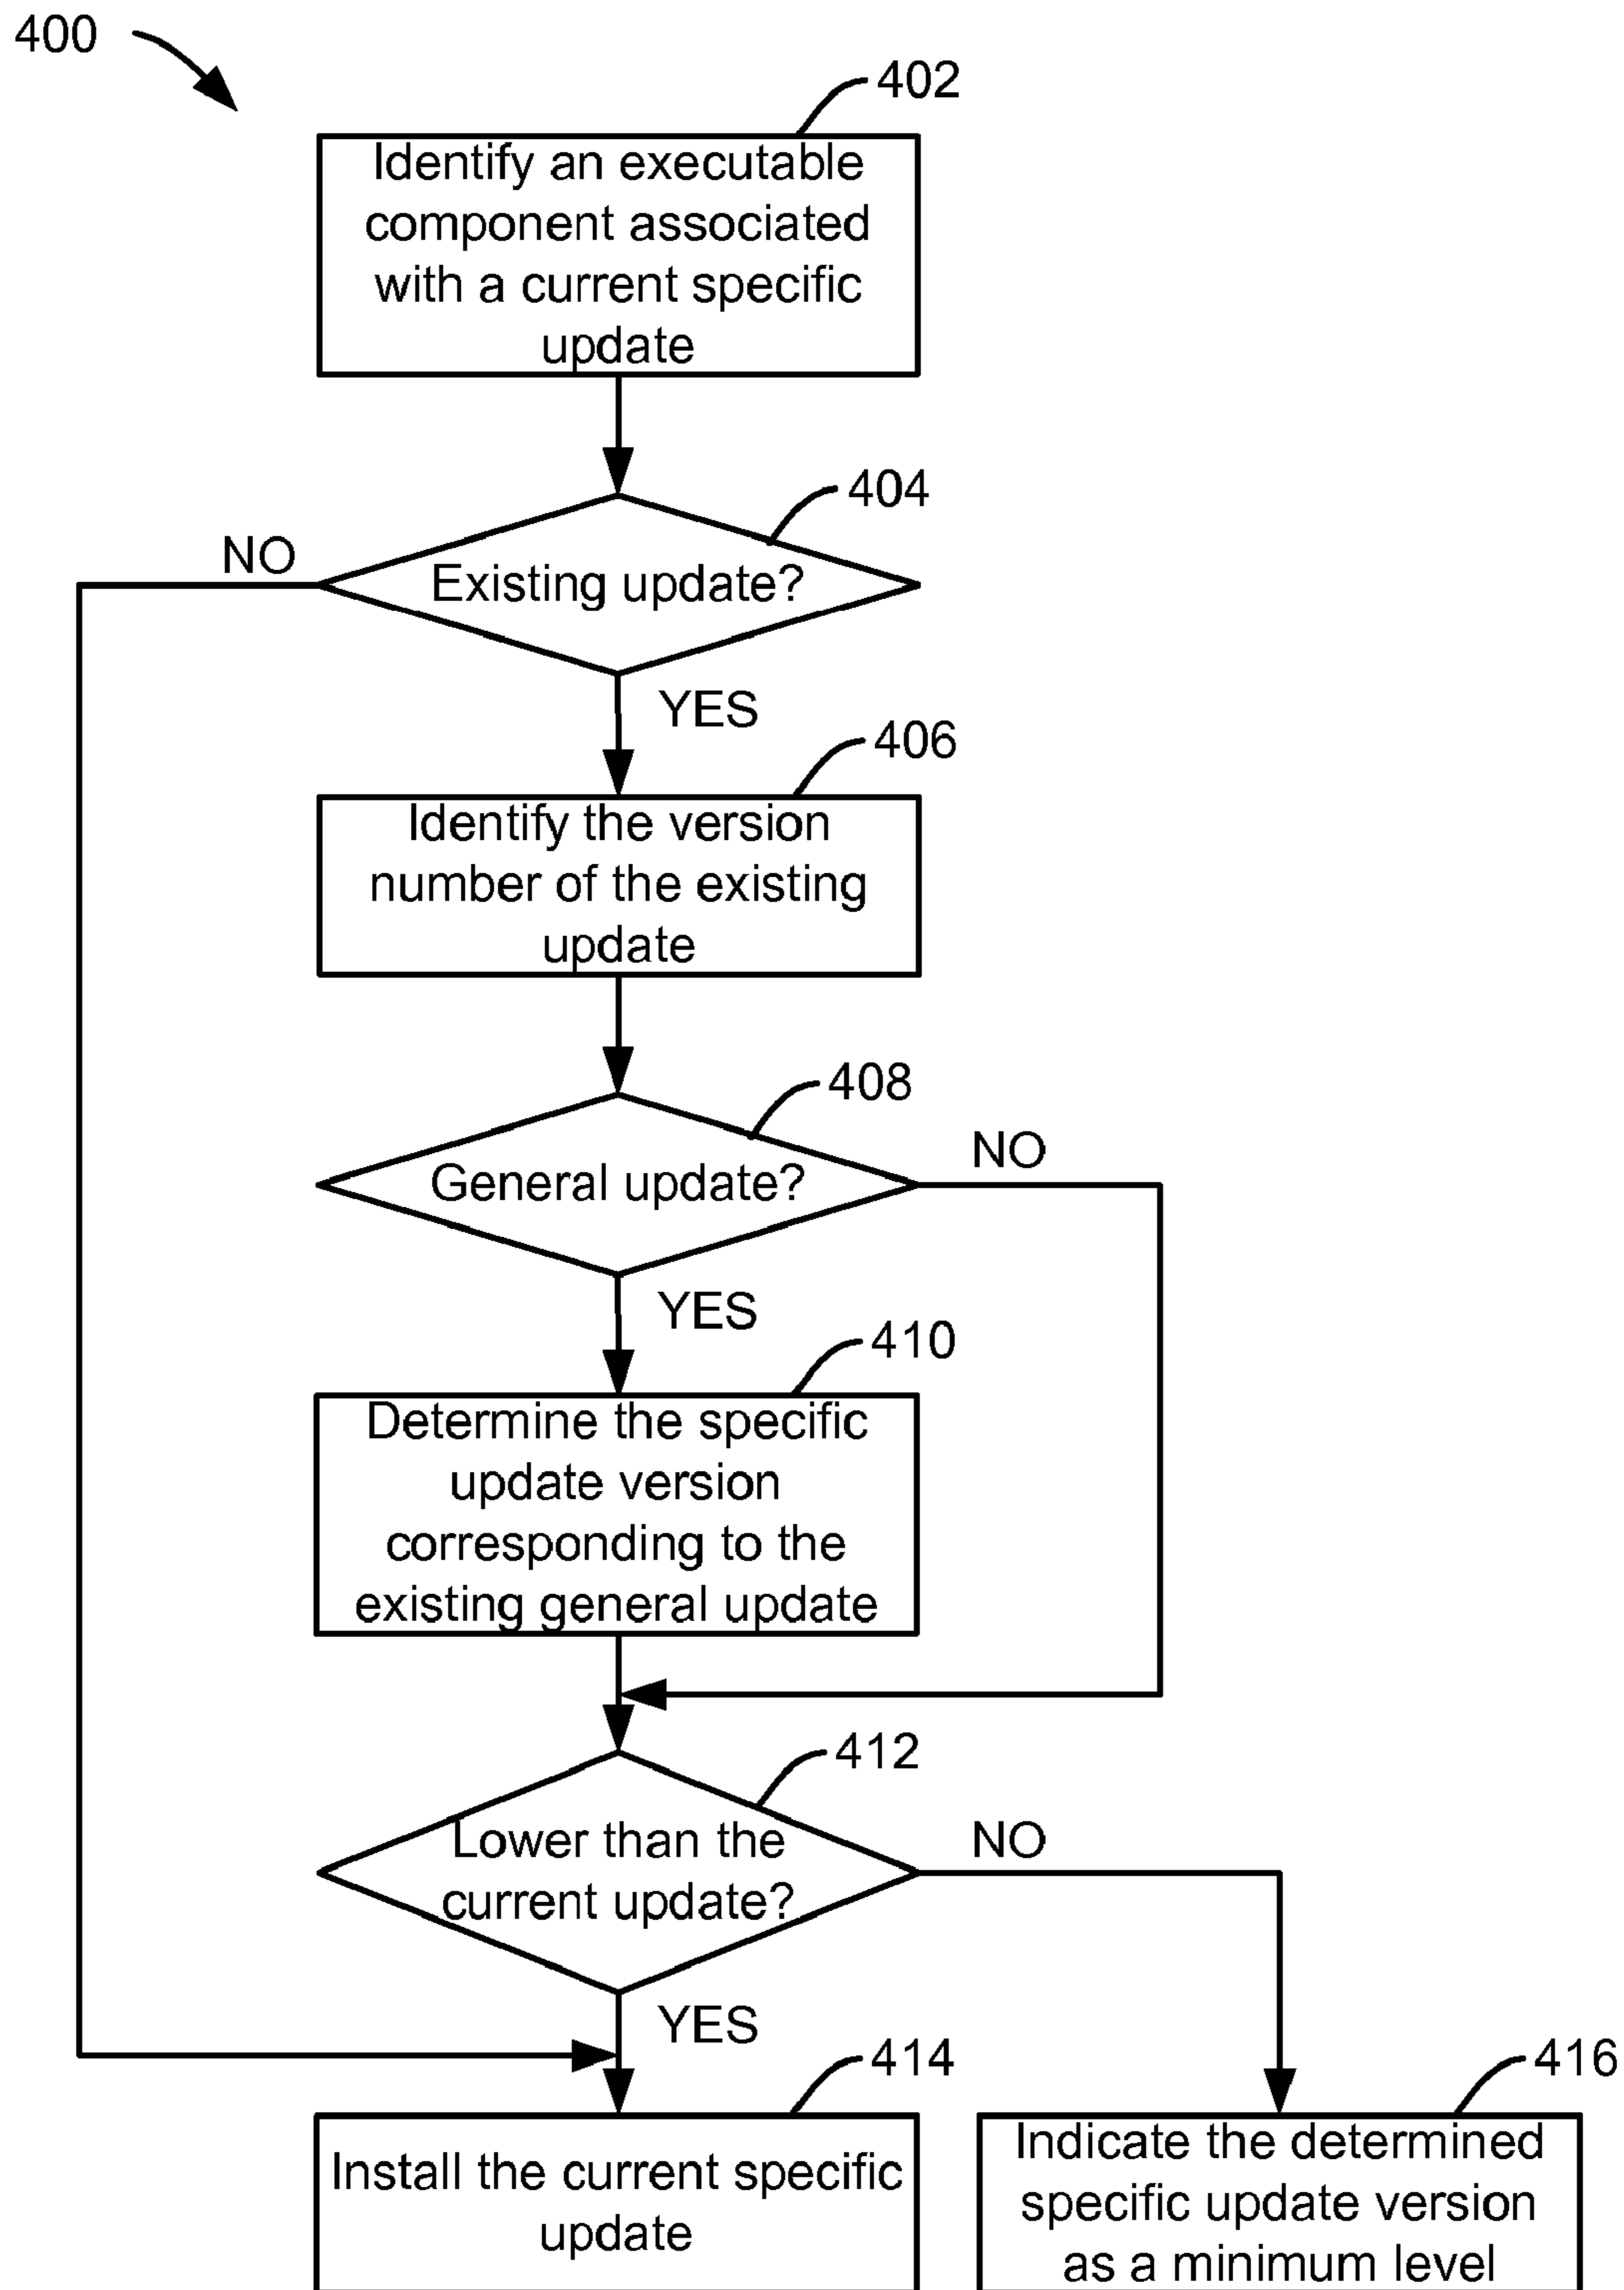 400
402
Identify an executable
component associated
with a current specific
update
404
NO
Existing update?
YES
406
Identify the version
number of the existing
update
408
NO
General update?
YES
410
Determine the specific
update version
corresponding to the
existing general update
412
Lower than the
current update?
NO
YES
414
416
Install the current specific
update
Indicate the determined
specific update version
as a minimum level